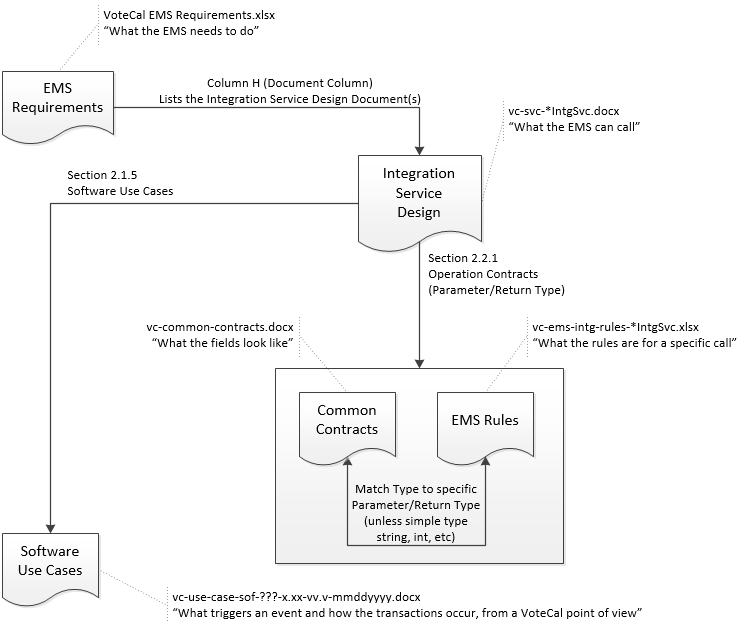 VoteCal EMS Requirements.xlsx
“What the EMS needs to do”
EMS
Requirements
Column H (Document Column)
Lists the Integration Service Design Document(s)
vc-svc-*IntgSvc.docx
“What the EMS can call”
Integration
Service
Design
Section 2.1.5
Software Use Cases
Section 2.2.1
Operation Contracts
(Parameter/Return Type)
vc-common-contracts.docx
“What the fields look like”
vc-ems-intg-rules-*IntgSvc.xlsx
“What the rules are for a specific call”
Common
Contracts
EMS Rules
Match Type to specific
Parameter/Return Type
(unless simple type
string, int, etc)
Software
Use Cases
vc-use-case-sof-???-x.xx-vv.v-mmddyyyy.docx
“What triggers an event and how the transactions occur, from a VoteCal point of view”